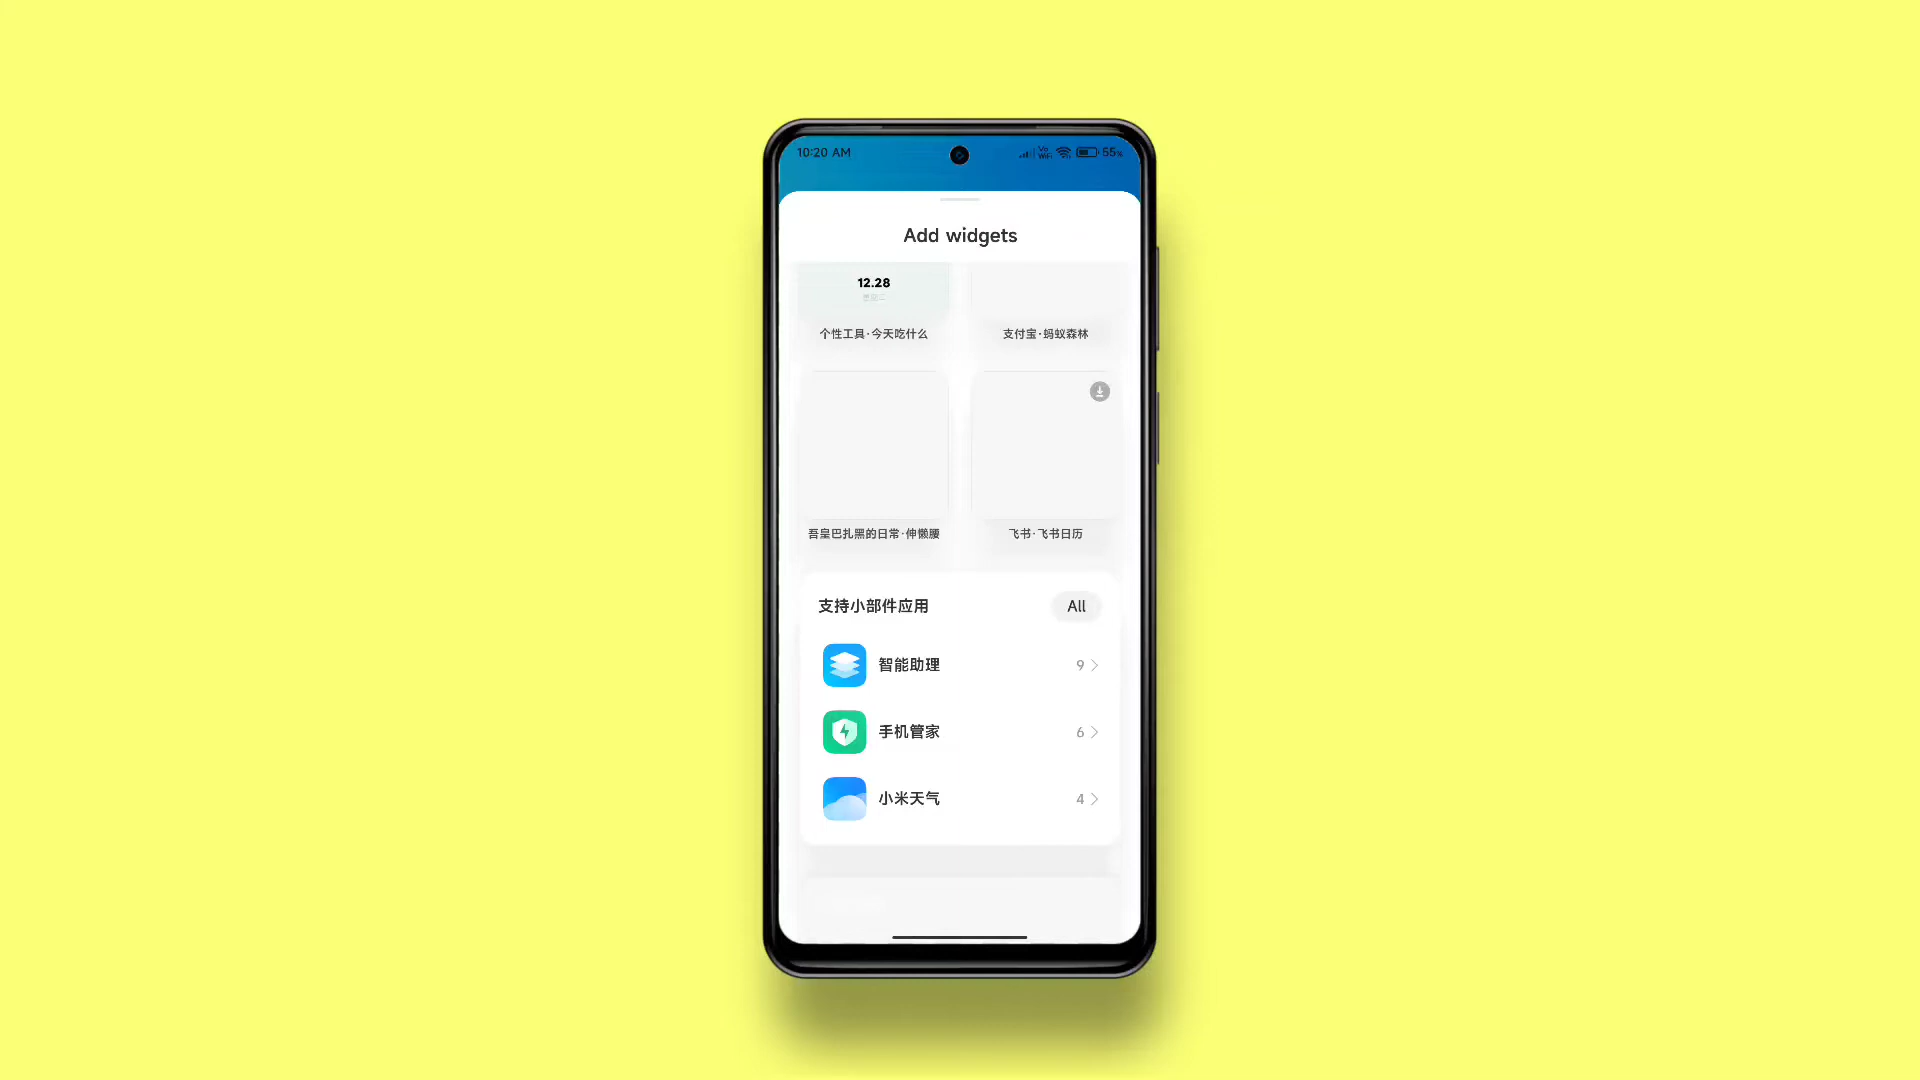 10:20 AM
Vo
WiFi
55%
Add widgets
12.28
个性工具·今天吃什么
支付宝·蚂蚁森林
吾皇巴扎黑的日常·伸懒腰
飞书·飞书日历
支持小部件应用
All
智能助理
9
手机管家
6
小米天气
4